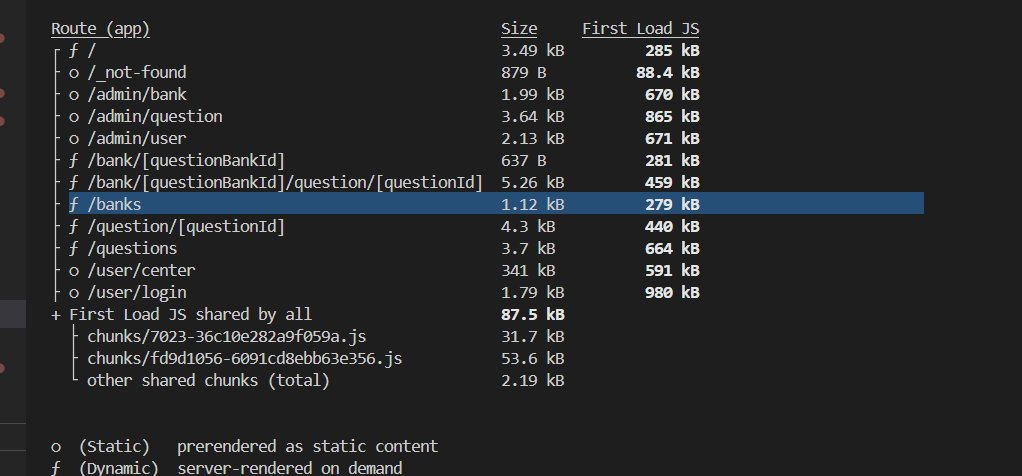 Route (app) Size First Load JS
┌ ƒ / 3.49 kB 285 kB
├ ○ /_not-found 879 B 88.4 kB
├ ○ /admin/bank 1.99 kB 670 kB
├ ○ /admin/question 3.64 kB 865 kB
├ ○ /admin/user 2.13 kB 671 kB
├ ƒ /bank/[questionBankId] 637 B 281 kB
├ ƒ /bank/[questionBankId]/question/[questionId] 5.26 kB 459 kB
├ ƒ /banks 1.12 kB 279 kB
├ ƒ /question/[questionId] 4.3 kB 440 kB
├ ƒ /questions 3.7 kB 664 kB
├ ○ /user/center 341 kB 591 kB
├ ○ /user/login 1.79 kB 980 kB
+ First Load JS shared by all 87.5 kB
├ chunks/7023-36c10e282a9f059a.js 31.7 kB
├ chunks/fd9d1056-6091cd8ebb63e356.js 53.6 kB
└ other shared chunks (total) 2.19 kB
○ (Static) prerendered as static content
ƒ (Dynamic) server-rendered on demand